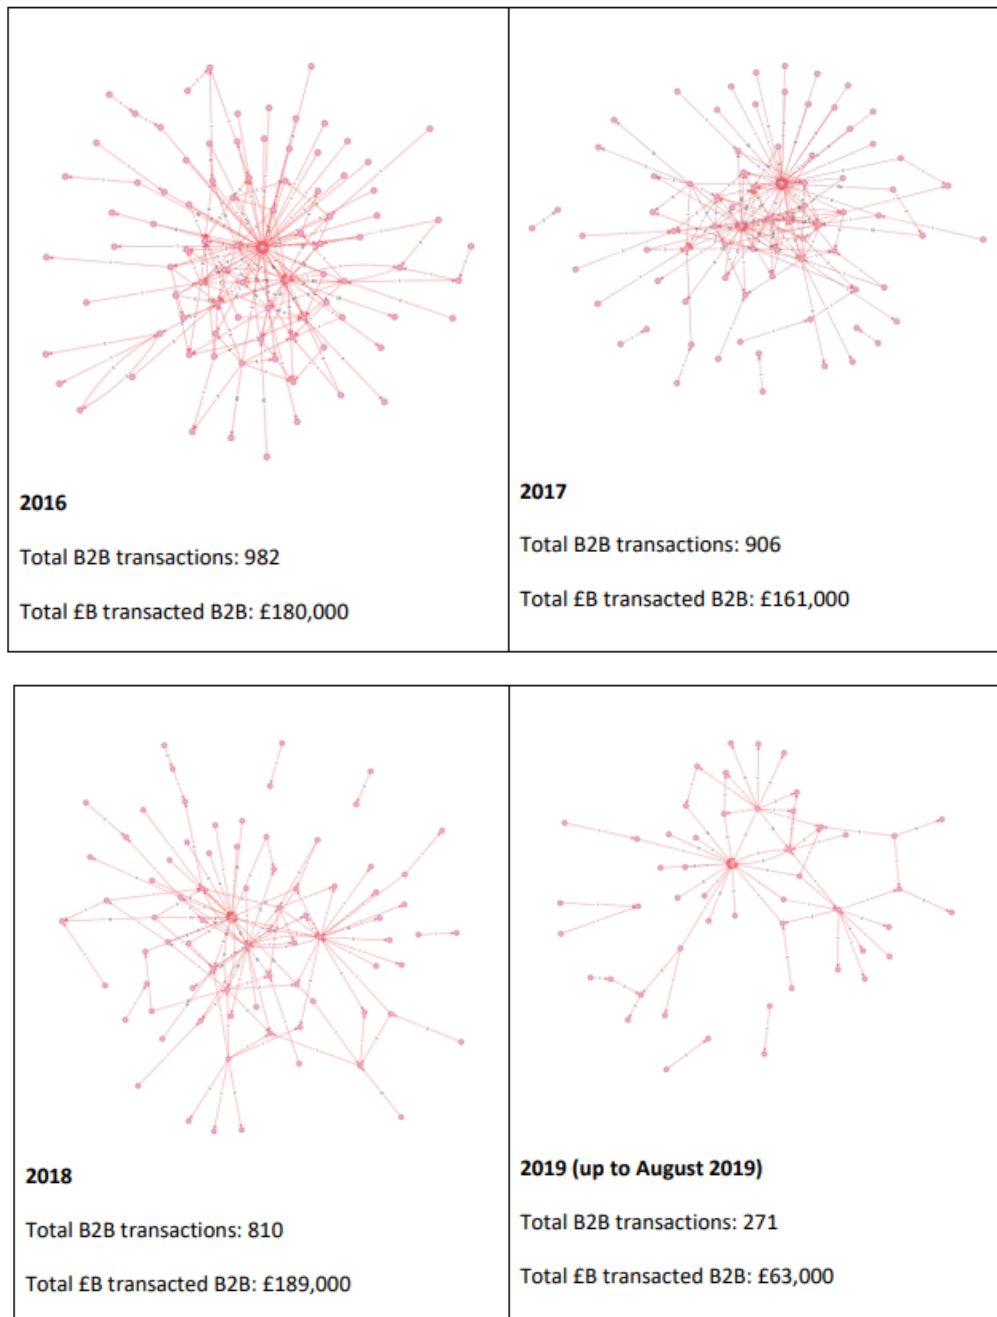 2016
Total B2B transactions: 982
Total £B transacted B2B: £180,000
2017
Total B2B transactions: 906
Total £B transacted B2B: £161,000
2018
Total B2B transactions: 810
Total £B transacted B2B: £189,000
2019 (up to August 2019)
Total B2B transactions: 271
Total £B transacted B2B: £63,000